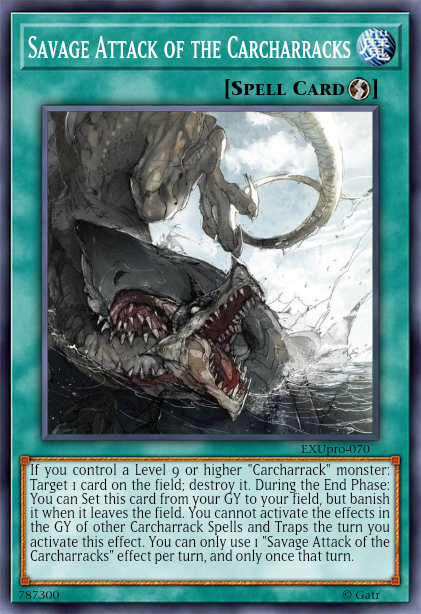 Savage Attack of the Carcharracks
魔
[Spell Card]
EXUpro-070
If you control a Level 9 or higher "Carcharrack" monster:
Target 1 card on the field; destroy it. During the End Phase:
You can Set this card from your GY to your field, but banish
it when it leaves the field. You cannot activate the effects in
the GY of other Carcharrack Spells and Traps the turn you
activate this effect. You can only use 1 "Savage Attack of the
Carcharracks" effect per turn, and only once that turn.
787300
© Gatr